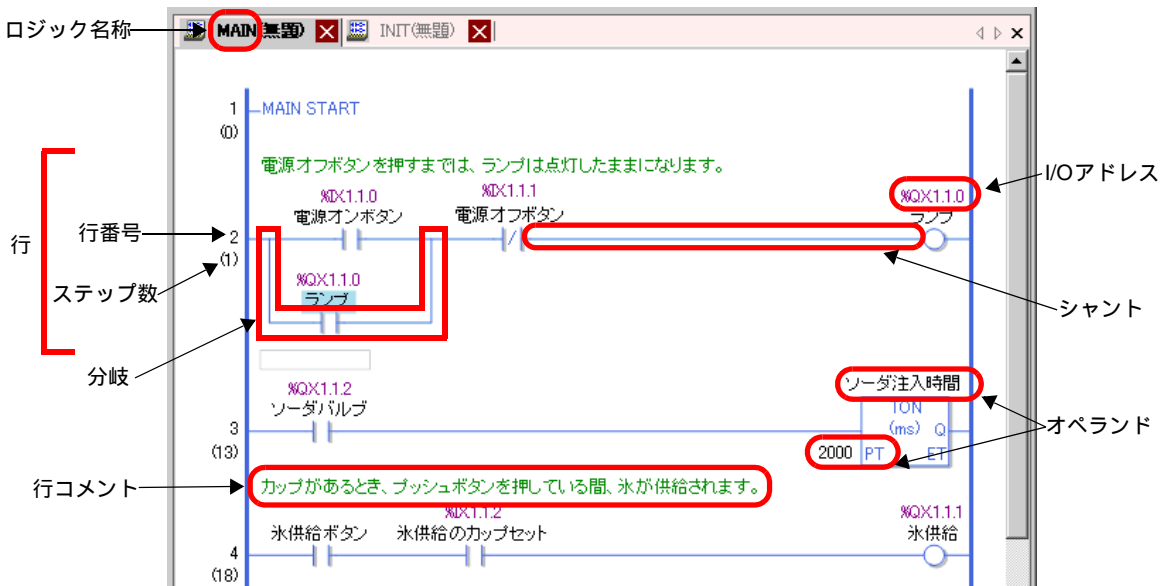 ロジック名称
MAIN(無題)
INIT(無題)
1
MAIN START
(0)
電源オフボタンを押すまでは、ランプは点灯したままになります。
I/Oアドレス
%IX1.1.0
%IX1.1.1
%QX1.1.0
電源オンボタン
電源オフボタン
ランプ
行
行番号
2
(1)
ステップ数
%QX1.1.0
ランプ
シャント
分岐
%QX1.1.2
ソーダバルブ
ソーダ注入時間
TON
(ms)
Q
オペランド
3
(13)
2000
PT
ET
行コメント
カップがあるとき、プッシュボタンを押している間、氷が供給されます。
%IX1.1.2
%QX1.1.1
氷供給ボタン
氷供給のカップセット
氷供給
4
(18)